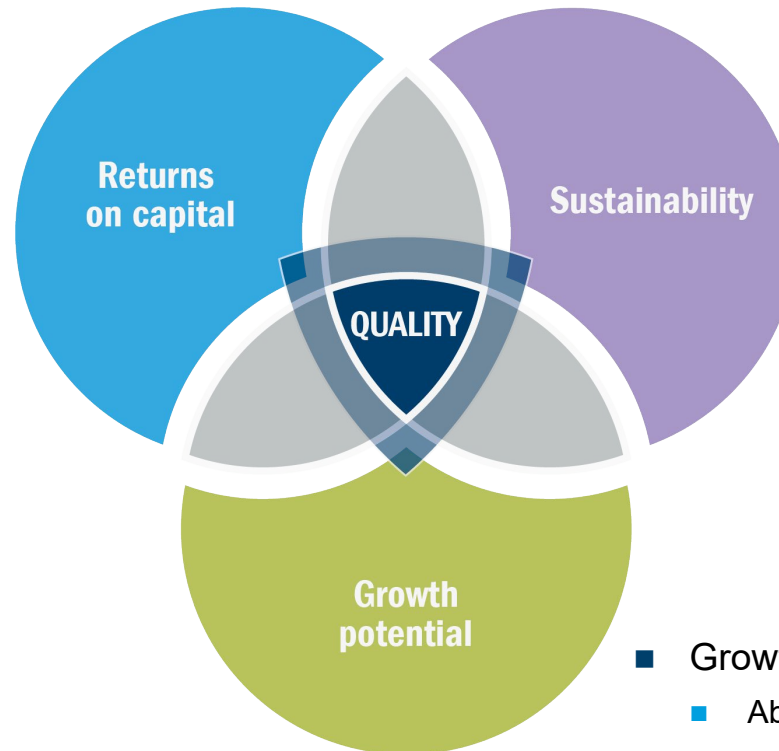 Returns
on capital
Sustainability
QUALITY
Growth
potential
Grow
Ab